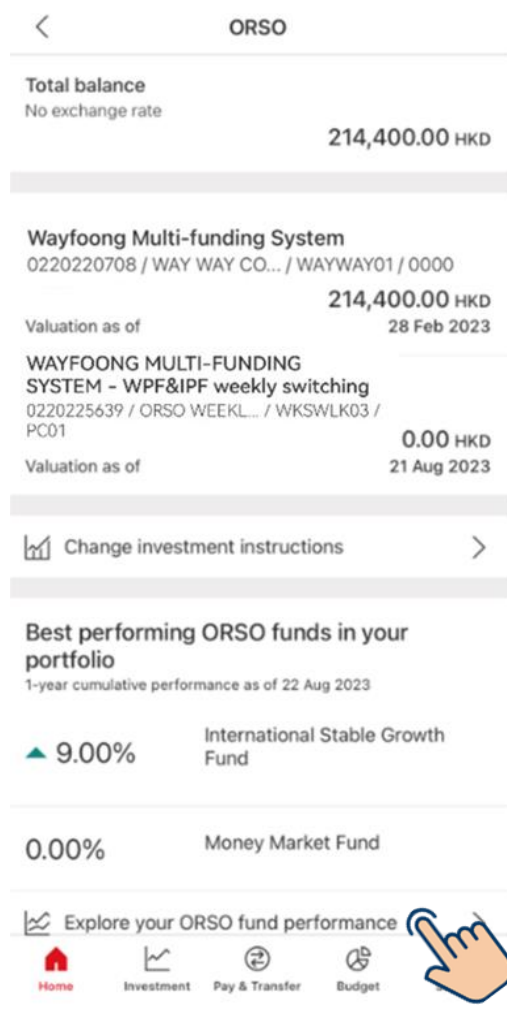 ORSO
Total balance
No exchange rate
214,400.00 HKD
Wayfoong Multi-funding System
0220220708 / WAY WAY CO... / WAYWAY01 / 0000
214,400.00 HKD
Valuation as of 28 Feb 2023
WAYFOONG MULTI-FUNDING
SYSTEM - WPF&IPF weekly switching
0220225639 / ORSO WEEKL... / WKSWLK03 /
PC01
0.00 HKD
Valuation as of 21 Aug 2023
Change investment instructions
Best performing ORSO funds in your
portfolio
1-year cumulative performance as of 22 Aug 2023
9.00% International Stable Growth
Fund
0.00% Money Market Fund
Explore your ORSO fund performance
Home Investment Pay & Transfer Budget